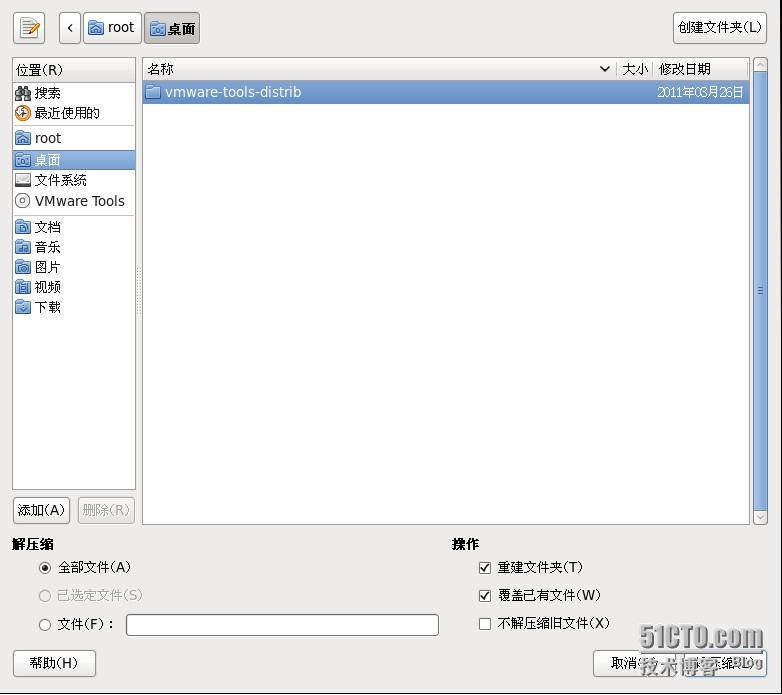 root
桌面
创建文件夹(L)
位置(R)
搜索
最近使用的
root
桌面
文件系统
VMware Tools
文档
音乐
图片
视频
下载
名称 大小 修改日期
vmware-tools-distrib 2011年03月26日
添加(A) 删除(R)
解压缩
全部文件(A)
已选定文件(S)
文件(F)：
操作
重建文件夹(T)
覆盖已有文件(W)
不解压缩旧文件(X)
帮助(H)
取消
51CTO.com
技术博客 Blog